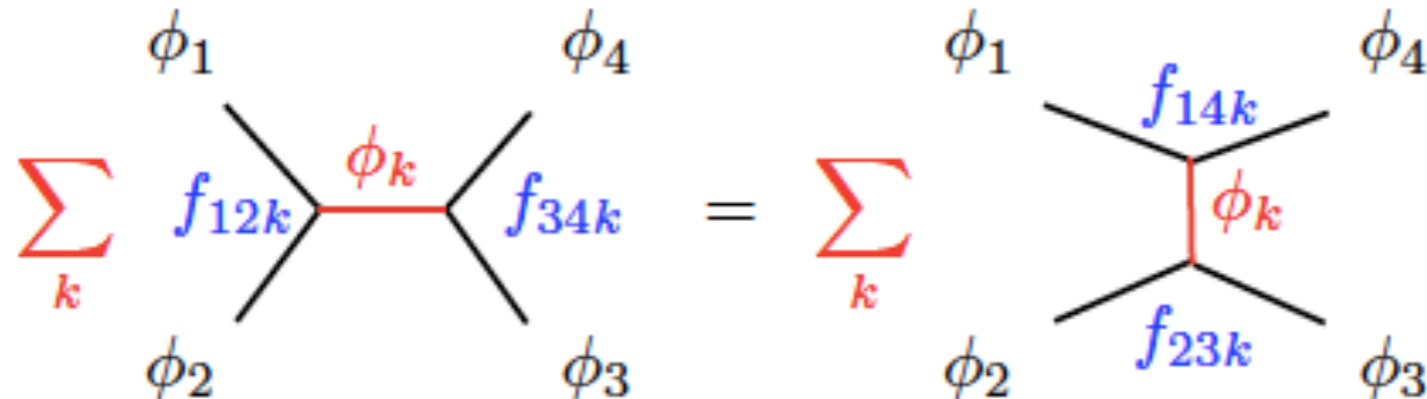 ϕ₁ ϕ₄ ϕ₁ ϕ₄
∑ₖ f₁₂ₖ ϕₖ f₃₄ₖ = ∑ₖ f₁₄ₖ ϕₖ f₂₃ₖ
ϕ₂ ϕ₃ ϕ₂ ϕ₃